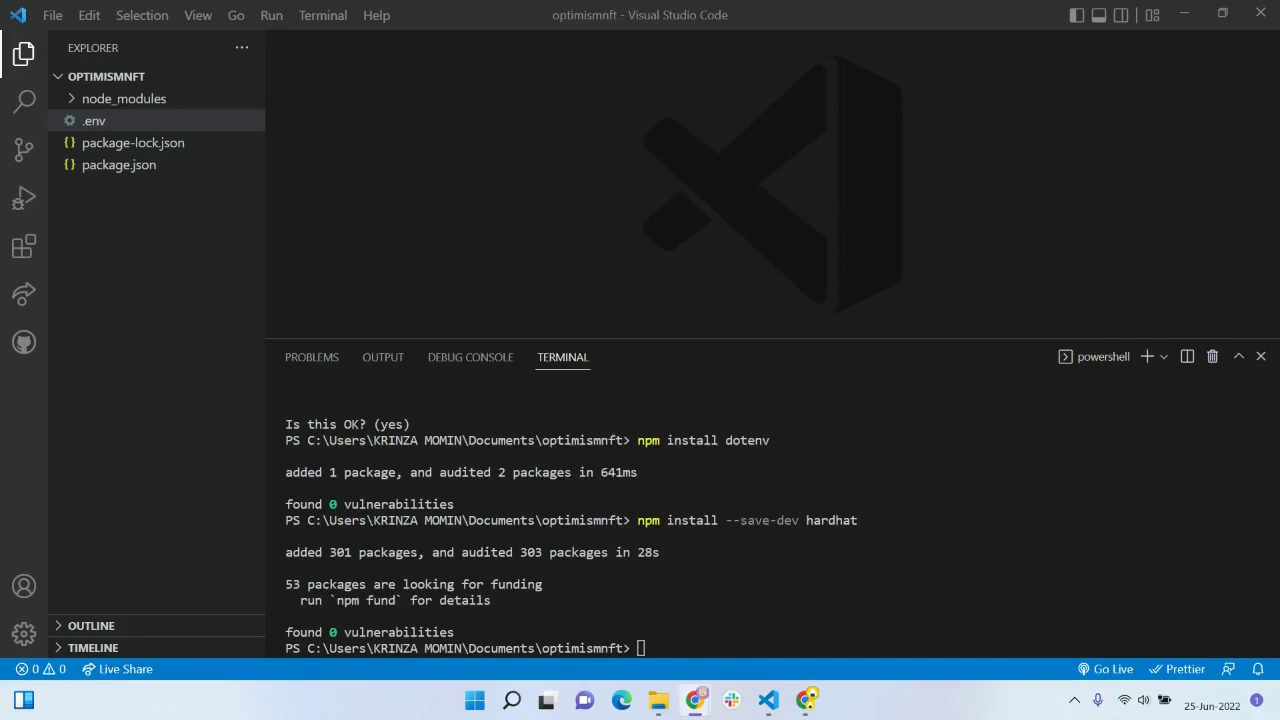 File Edit Selection View Go Run Terminal Help
optimismnft - Visual Studio Code
EXPLORER
OPTIMISMNFT
node_modules
.env
package-lock.json
package.json
OUTLINE
TIMELINE
PROBLEMS OUTPUT DEBUG CONSOLE TERMINAL
powershell
Is this OK? (yes)
PS C:\Users\KRINZA MOMIN\Documents\optimismnft> npm install dotenv
added 1 package, and audited 2 packages in 641ms
found 0 vulnerabilities
PS C:\Users\KRINZA MOMIN\Documents\optimismnft> npm install --save-dev hardhat
added 301 packages, and audited 303 packages in 28s
53 packages are looking for funding
run `npm fund` for details
found 0 vulnerabilities
PS C:\Users\KRINZA MOMIN\Documents\optimismnft>
0 0 Live Share
Go Live Prettier
25-Jun-2022 1